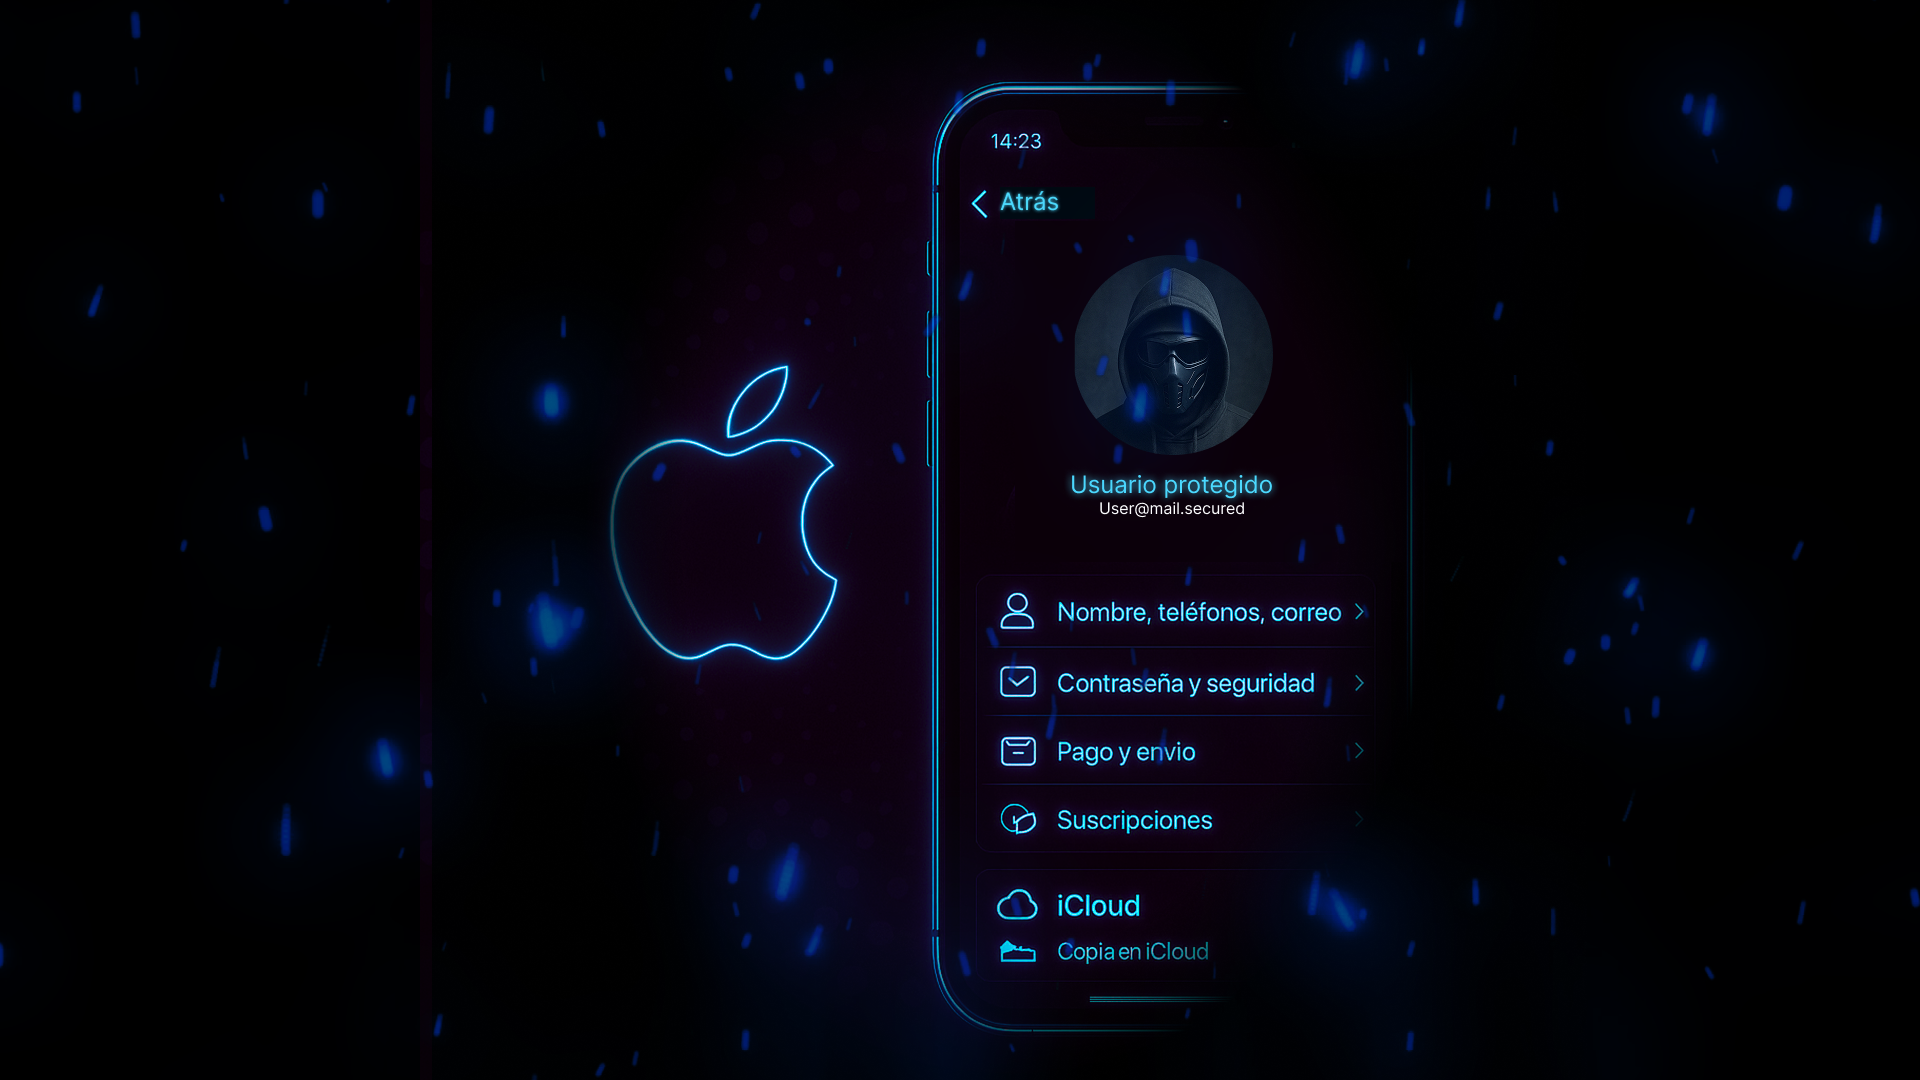 14:23
Atrás
Usuario protegido
User@mail.secured
Nombre, teléfonos, correo
Contraseña y seguridad
Pago y envio
Suscripciones
iCloud
Copia en iCloud